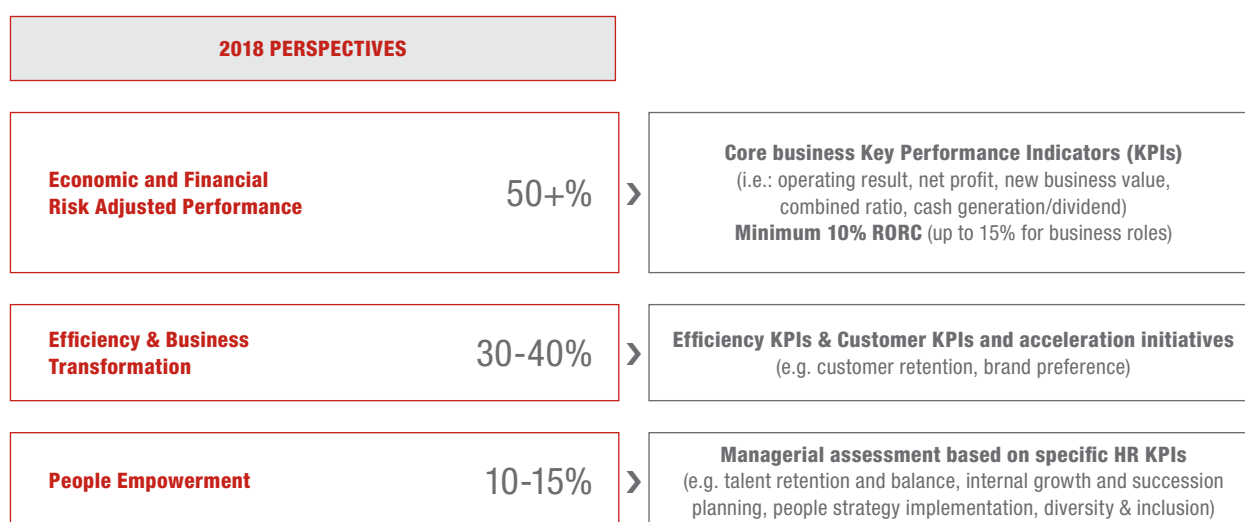 2018 PERSPECTIVES
Economic and Financial
Risk Adjusted Performance
50+%
Core business Key Performance Indicators (KPIs)
(i.e.: operating result, net profit, new business value,
combined ratio, cash generation/dividend)
Minimum 10% RORC (up to 15% for business roles)
Efficiency & Business
Transformation
30-40%
Efficiency KPIs & Customer KPIs and acceleration initiatives
(e.g. customer retention, brand preference)
People Empowerment
10-15%
Managerial assessment based on specific HR KPIs
(e.g. talent retention and balance, internal growth and succession
planning, people strategy implementation, diversity & inclusion)